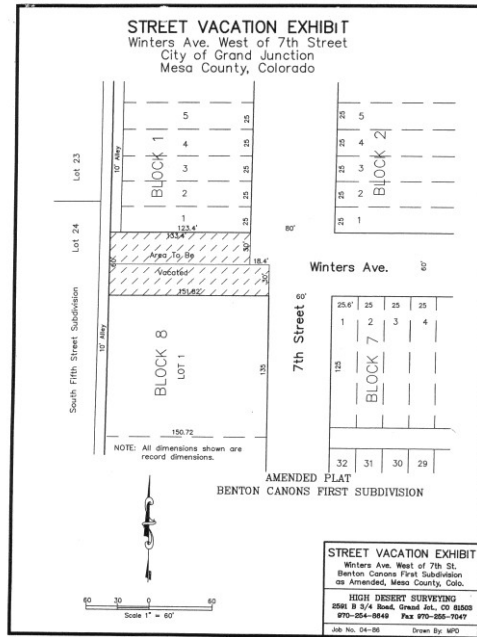 STREET VACATION EXHIBIT
Winters Ave. West of 7th Street
City of Grand Junction
Mesa County, Colorado
Lot 23
10' Alley
BLOCK 1
5
4
3
2
1
25
25
25
25
25
123.4'
133.4'
Lot 24
60'
Area To Be
Vacated
30'
18.4'
30'
151.82'
80'
BLOCK 2
5
4
3
2
1
25
25
25
25
25
Winters Ave.
60'
South Fifth Street Subdivision
10' Alley
BLOCK 8
LOT 1
135
150.72
7th Street
60'
25.6' 25 25 25
1 2 3 4
125
BLOCK 7
32 31 30 29
NOTE: All dimensions shown are
record dimensions.
AMENDED PLAT
BENTON CANONS FIRST SUBDIVISION
60 30 0 30 60
Scale 1" = 60'
STREET VACATION EXHIBIT
Winters Ave. West of 7th St.
Benton Canons First Subdivision
as Amended, Mesa County, Colo.
HIGH DESERT SURVEYING
2591 B 3/4 Road, Grand Jct., CO 81503
970-254-8649 Fax 970-255-7047
Job No. 04-86 Drawn By: MPO